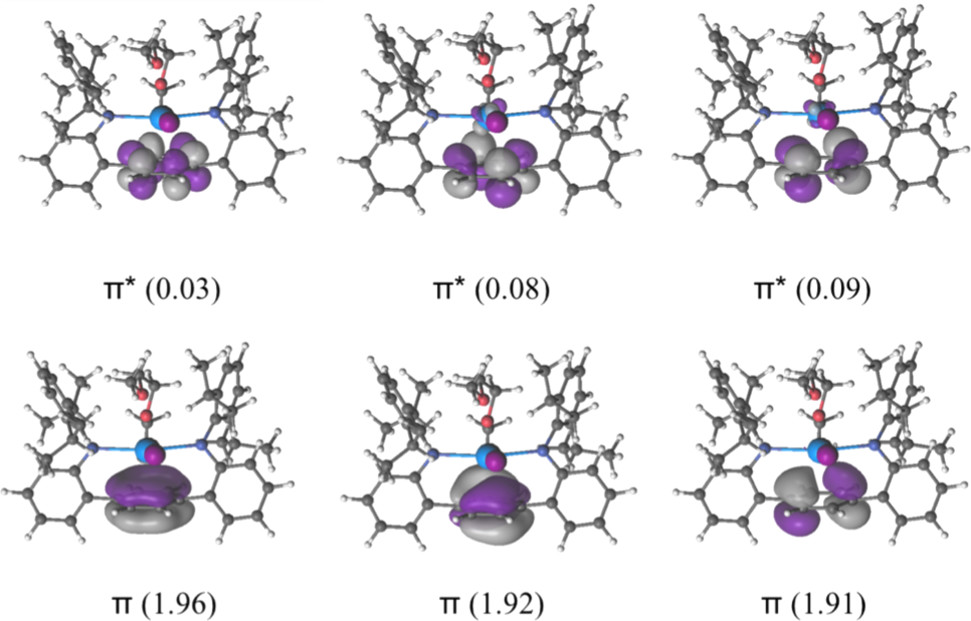 π* (0.03) π* (0.08) π* (0.09)
π (1.96) π (1.92) π (1.91)